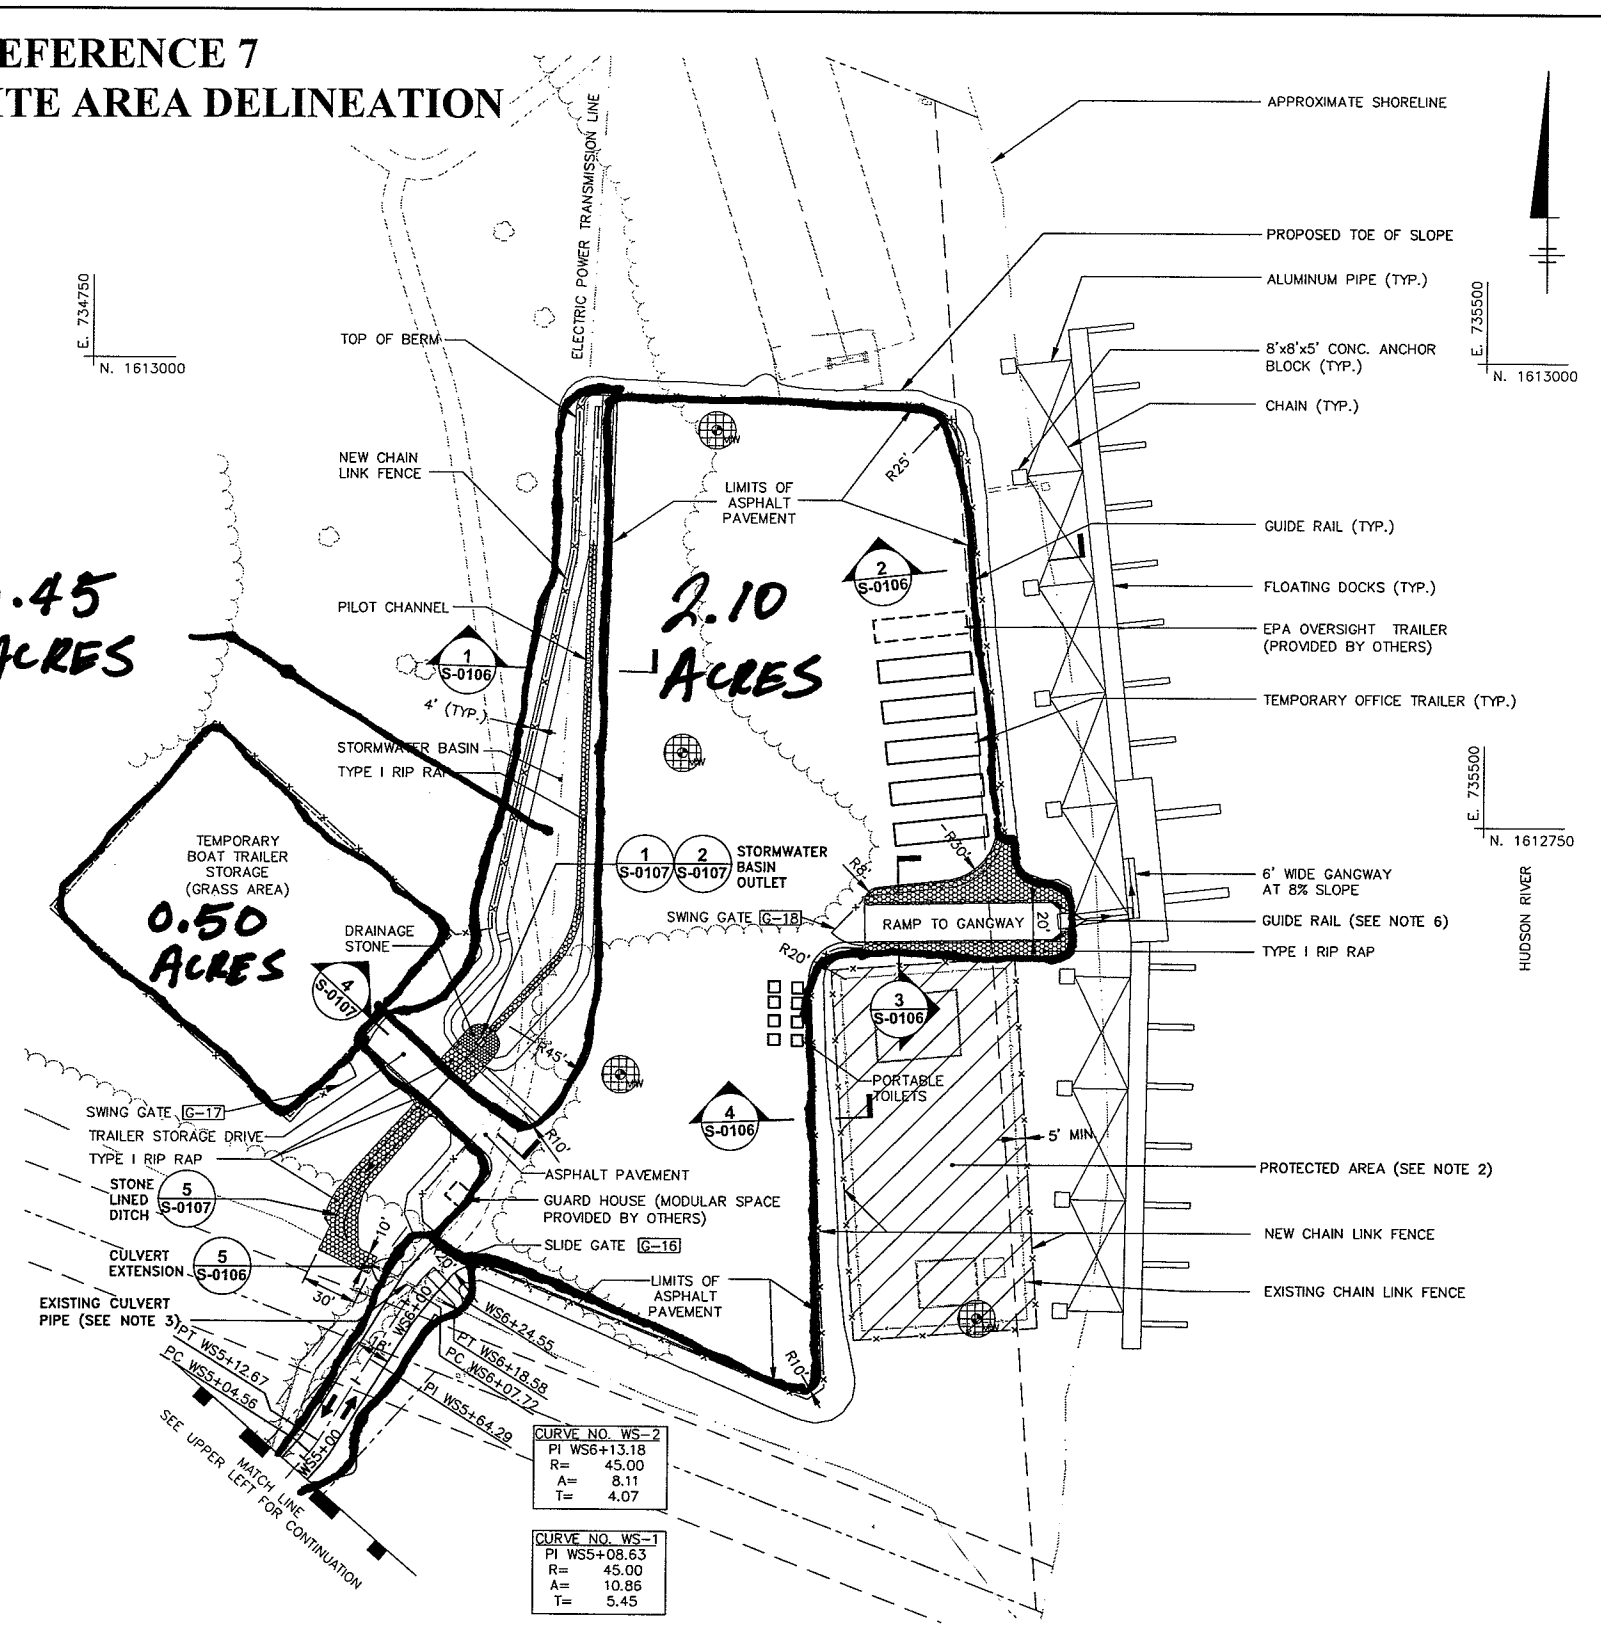 EFERENCE 7
ITE AREA DELINEATION
ELECTRIC POWER TRANSMISSION LINE
APPROXIMATE SHORELINE
PROPOSED TOE OF SLOPE
ALUMINUM PIPE (TYP.)
E. 734750
N. 1613000
E. 735500
N. 1613000
TOP OF BERM
8'x8'x5' CONC. ANCHOR
BLOCK (TYP.)
CHAIN (TYP.)
NEW CHAIN
LINK FENCE
MW
R25'
LIMITS OF
ASPHALT
PAVEMENT
GUIDE RAIL (TYP.)
2
S-0106
FLOATING DOCKS (TYP.)
.45
ACRES
2.10
ACRES
PILOT CHANNEL
EPA OVERSIGHT TRAILER
(PROVIDED BY OTHERS)
1
S-0106
4' (TYP.)
TEMPORARY OFFICE TRAILER (TYP.)
STORMWATER BASIN
TYPE I RIP RAP
MW
E. 735500
N. 1612750
TEMPORARY
BOAT TRAILER
STORAGE
(GRASS AREA)
0.50
ACRES
1
S-0107
2
S-0107
STORMWATER
BASIN
OUTLET
R30'
R8'
6' WIDE GANGWAY
AT 8% SLOPE
HUDSON RIVER
SWING GATE G-18
RAMP TO GANGWAY
20'
GUIDE RAIL (SEE NOTE 6)
DRAINAGE
STONE
R20'
TYPE I RIP RAP
4
S-0107
3
S-0106
R45'
MW
PORTABLE
TOILETS
SWING GATE G-17
4
S-0106
TRAILER STORAGE DRIVE
R10'
5' MIN.
TYPE I RIP RAP
ASPHALT PAVEMENT
PROTECTED AREA (SEE NOTE 2)
STONE
LINED
DITCH
5
S-0107
GUARD HOUSE (MODULAR SPACE
PROVIDED BY OTHERS)
10'
NEW CHAIN LINK FENCE
SLIDE GATE G-16
CULVERT
EXTENSION
5
S-0106
20'
30'
LIMITS OF
ASPHALT
PAVEMENT
EXISTING CHAIN LINK FENCE
EXISTING CULVERT
PIPE (SEE NOTE 3)
WS6+00
WS6+24.55
MW
18'
PT WS6+18.58
PC WS6+07.72
PI WS5+64.29
PT WS5+12.67
PC WS5+04.56
R10'
WS5+00
SEE UPPER LEFT FOR CONTINUATION
MATCH LINE
CURVE NO. WS-2
PI WS6+13.18
R= 45.00
A= 8.11
T= 4.07
CURVE NO. WS-1
PI WS5+08.63
R= 45.00
A= 10.86
T= 5.45